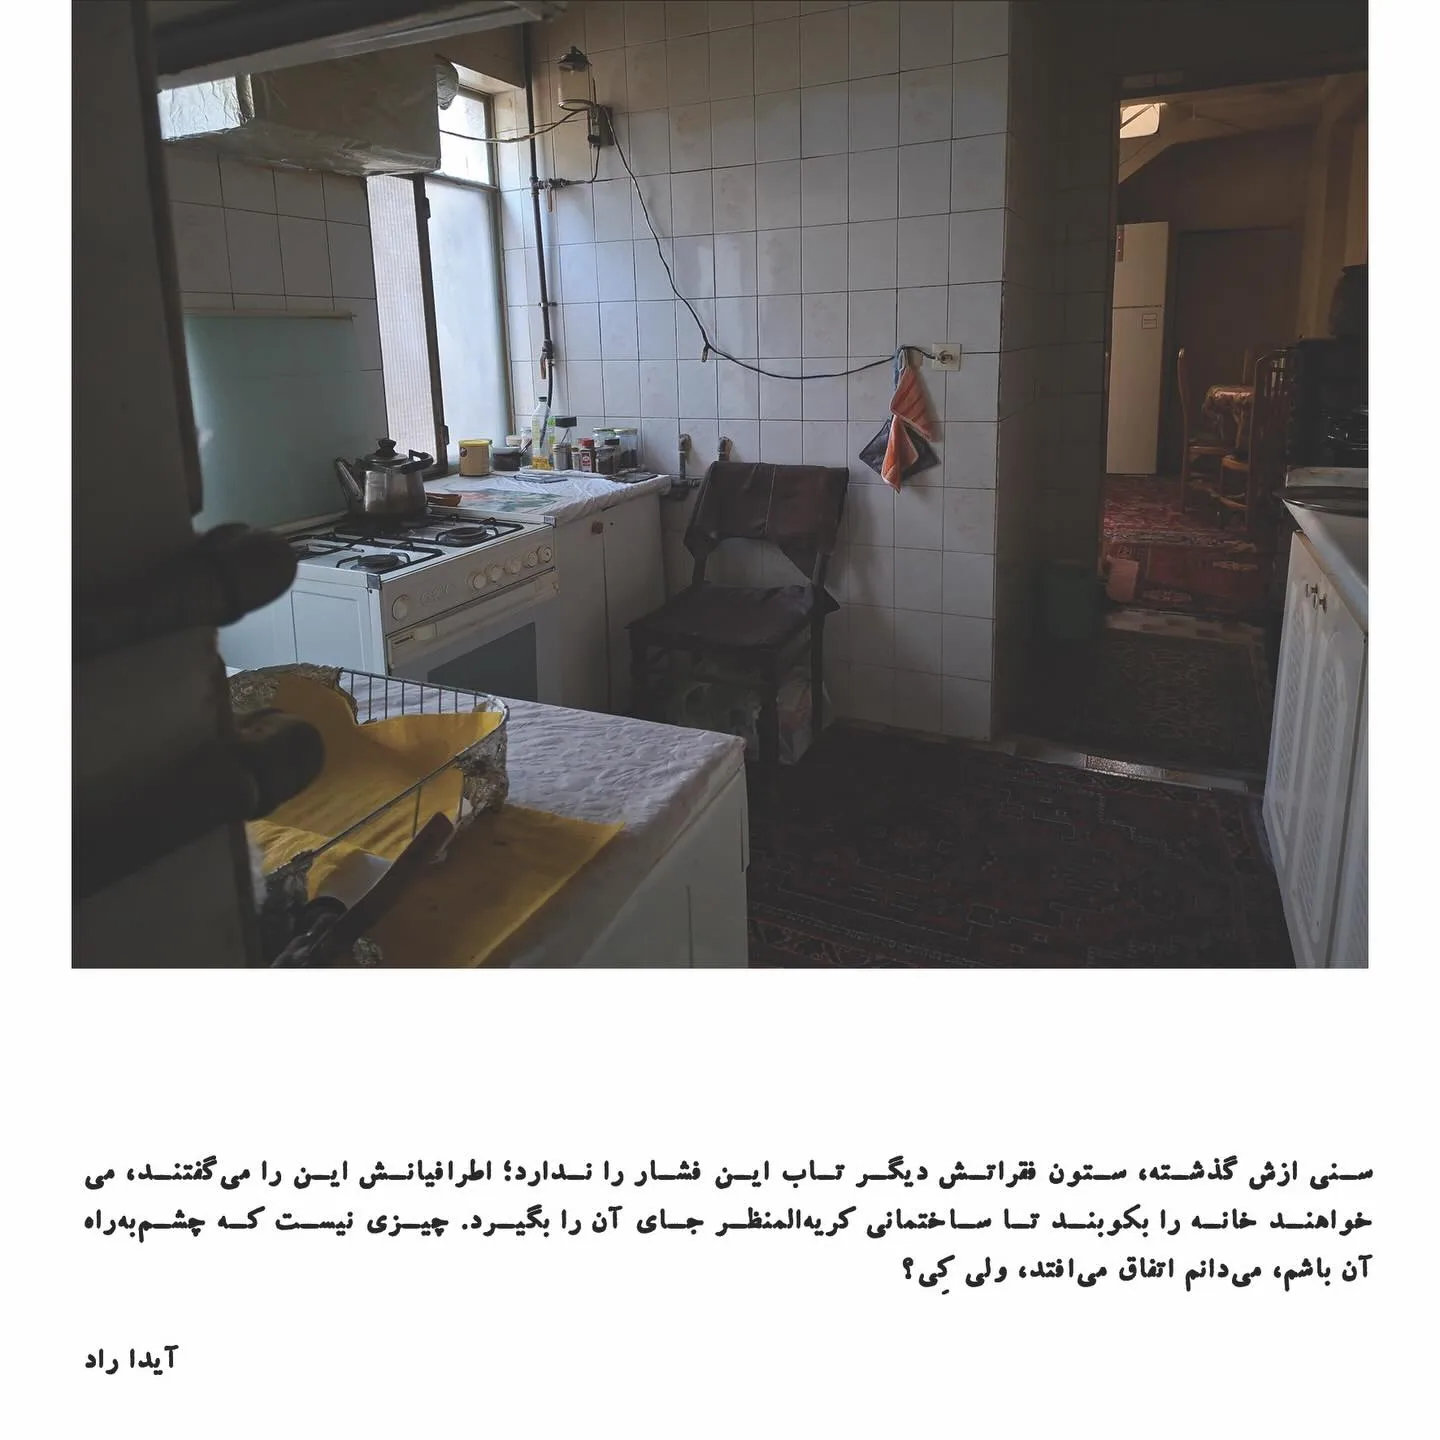 سنی ازش گذشته، ستون فقراتش دیگر تاب این فشار را ندارد؛ اطرافیانش این را می‌گفتند، می
خواهند خانه را بکوبند تا ساختمانی کریه‌المنظر جای آن را بگیرد. چیزی نیست که چشم‌به‌راه
آن باشم، می‌دانم اتفاق می‌افتد، ولی کِی؟
آیدا راد